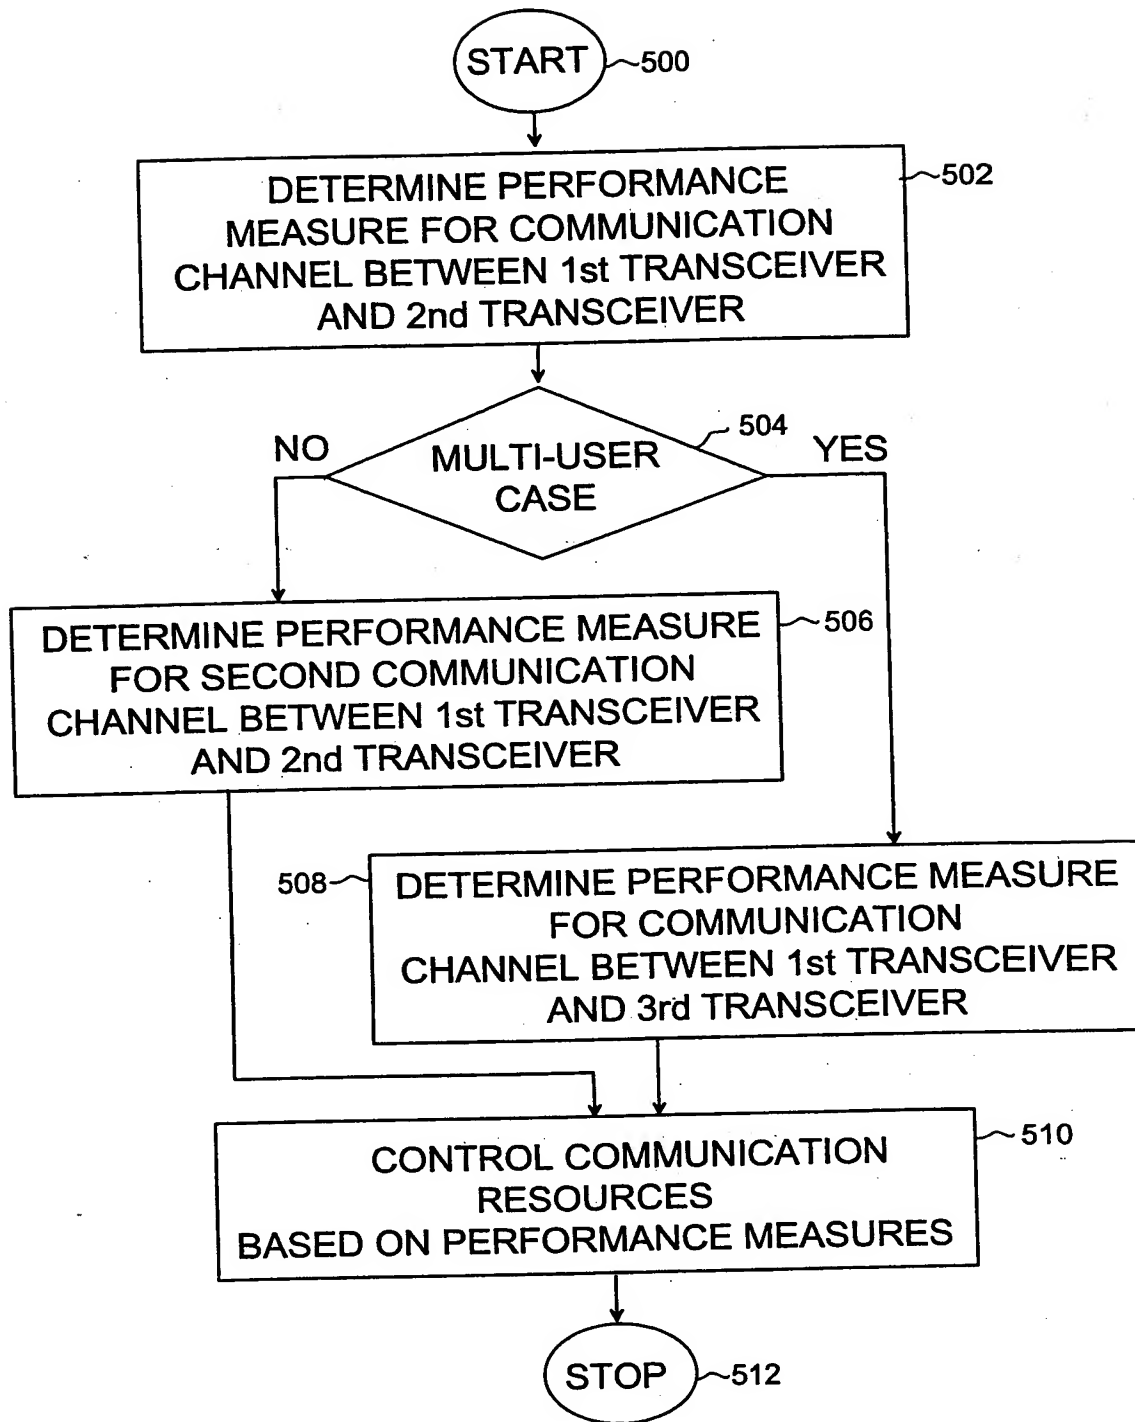 START
500
DETERMINE PERFORMANCE
MEASURE FOR COMMUNICATION
CHANNEL BETWEEN 1st TRANSCEIVER
AND 2nd TRANSCEIVER
502
504
NO
MULTI-USER
CASE
YES
DETERMINE PERFORMANCE MEASURE
FOR SECOND COMMUNICATION
CHANNEL BETWEEN 1st TRANSCEIVER
AND 2nd TRANSCEIVER
506
508
DETERMINE PERFORMANCE MEASURE
FOR COMMUNICATION
CHANNEL BETWEEN 1st TRANSCEIVER
AND 3rd TRANSCEIVER
CONTROL COMMUNICATION
RESOURCES
BASED ON PERFORMANCE MEASURES
510
STOP
512